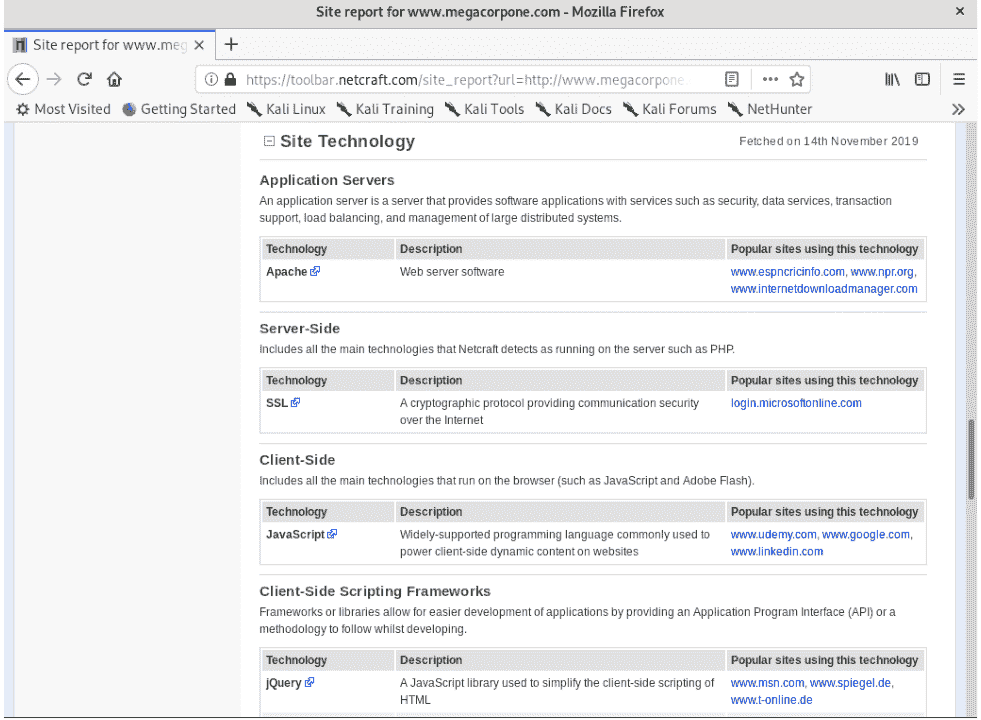 Site report for www.megacorpone.com - Mozilla Firefox
Site report for www.meg
https://toolbar.netcraft.com/site_report?url=http://www.megacorpone.
Most Visited Getting Started Kali Linux Kali Training Kali Tools Kali Docs Kali Forums NetHunter
Site Technology Fetched on 14th November 2019
Application Servers
An application server is a server that provides software applications with services such as security, data services, transaction
support, load balancing, and management of large distributed systems.
Technology Description Popular sites using this technology
Apache Web server software www.espncricinfo.com, www.npr.org,
www.internetdownloadmanager.com
Server-Side
Includes all the main technologies that Netcraft detects as running on the server such as PHP.
Technology Description Popular sites using this technology
SSL A cryptographic protocol providing communication security login.microsoftonline.com
over the Internet
Client-Side
Includes all the main technologies that run on the browser (such as JavaScript and Adobe Flash).
Technology Description Popular sites using this technology
JavaScript Widely-supported programming language commonly used to www.udemy.com, www.google.com,
power client-side dynamic content on websites www.linkedin.com
Client-Side Scripting Frameworks
Frameworks or libraries allow for easier development of applications by providing an Application Program Interface (API) or a
methodology to follow whilst developing.
Technology Description Popular sites using this technology
jQuery A JavaScript library used to simplify the client-side scripting of www.msn.com, www.spiegel.de,
HTML www.t-online.de